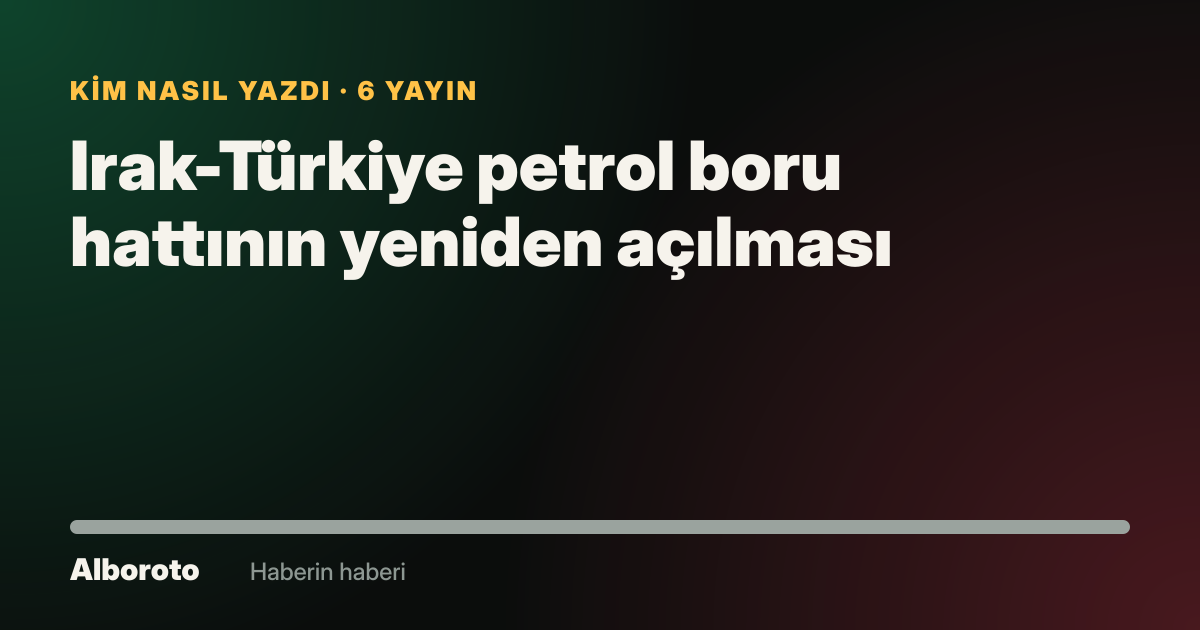 KİM NASIL YAZDI · 6 YAYIN
Irak-Türkiye petrol boru
hattının yeniden açılması
Alboroto
Haberin haberi